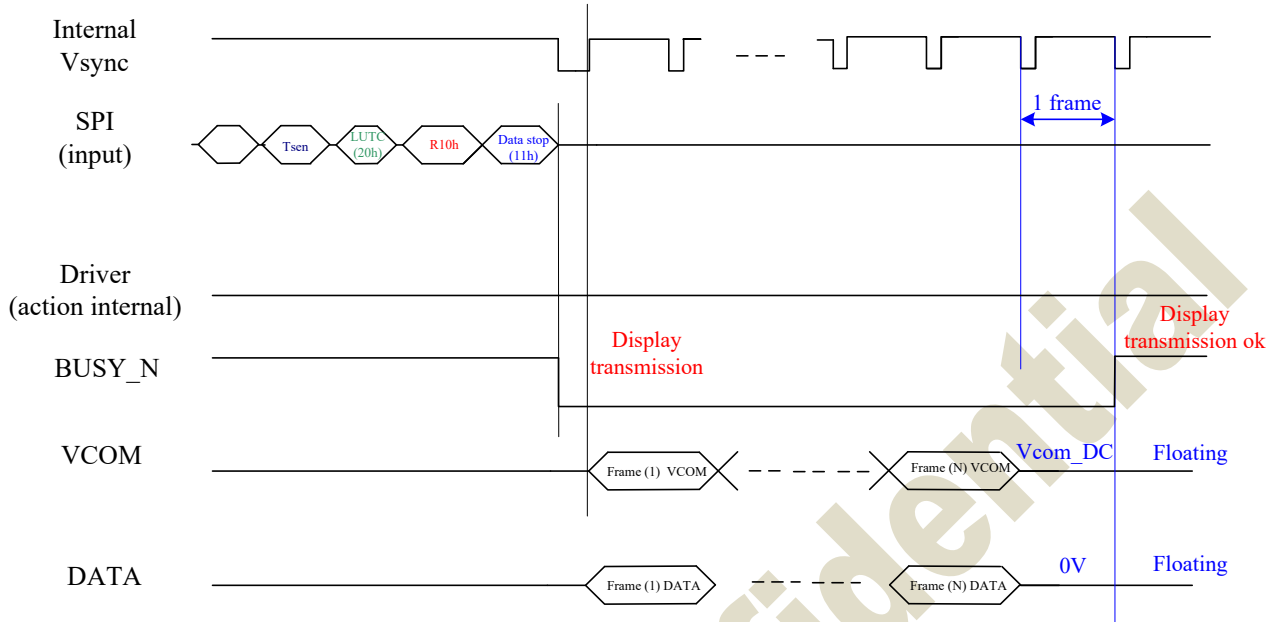 Internal
Vsync
1 frame
SPI
(input)
Tsen
LUTC
(20h)
R10h
Data stop
(11h)
Driver
(action internal)
Display
transmission
Display
transmission ok
BUSY_N
VCOM
Frame (1) VCOM
Frame (N) VCOM
Vcom_DC
Floating
DATA
Frame (1) DATA
Frame (N) DATA
0V
Floating
fidential